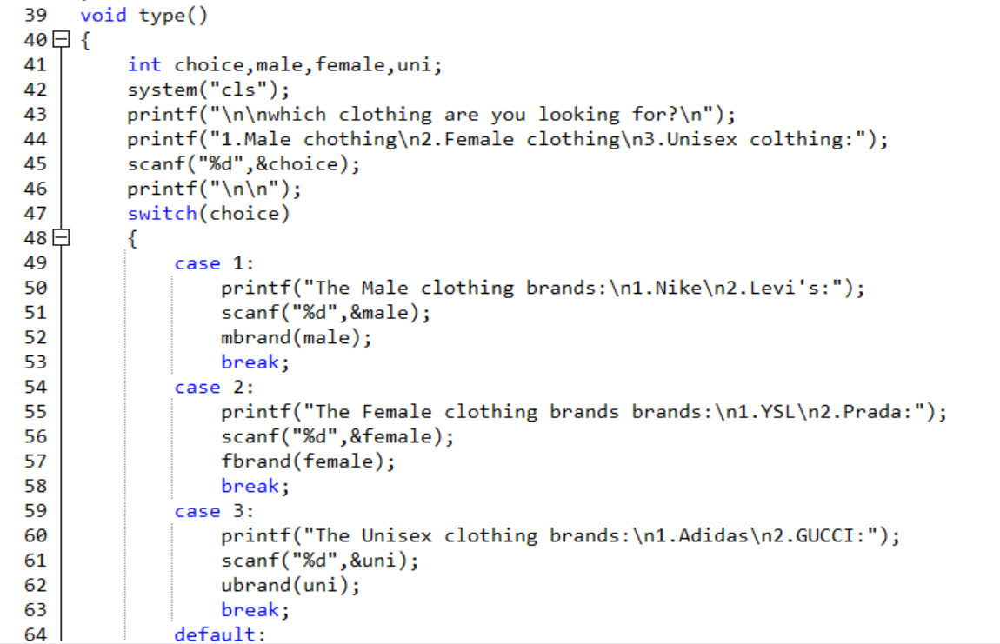 39 void type()
40 {
41 int choice,male,female,uni;
42 system("cls");
43 printf("\n\nwhich clothing are you looking for?\n");
44 printf("1.Male chothing\n2.Female clothing\n3.Unisex colthing:");
45 scanf("%d",&choice);
46 printf("\n\n");
47 switch(choice)
48 {
49 case 1:
50 printf("The Male clothing brands:\n1.Nike\n2.Levi's:");
51 scanf("%d",&male);
52 mbrand(male);
53 break;
54 case 2:
55 printf("The Female clothing brands brands:\n1.YSL\n2.Prada:");
56 scanf("%d",&female);
57 fbrand(female);
58 break;
59 case 3:
60 printf("The Unisex clothing brands:\n1.Adidas\n2.GUCCI:");
61 scanf("%d",&uni);
62 ubrand(uni);
63 break;
64 default: